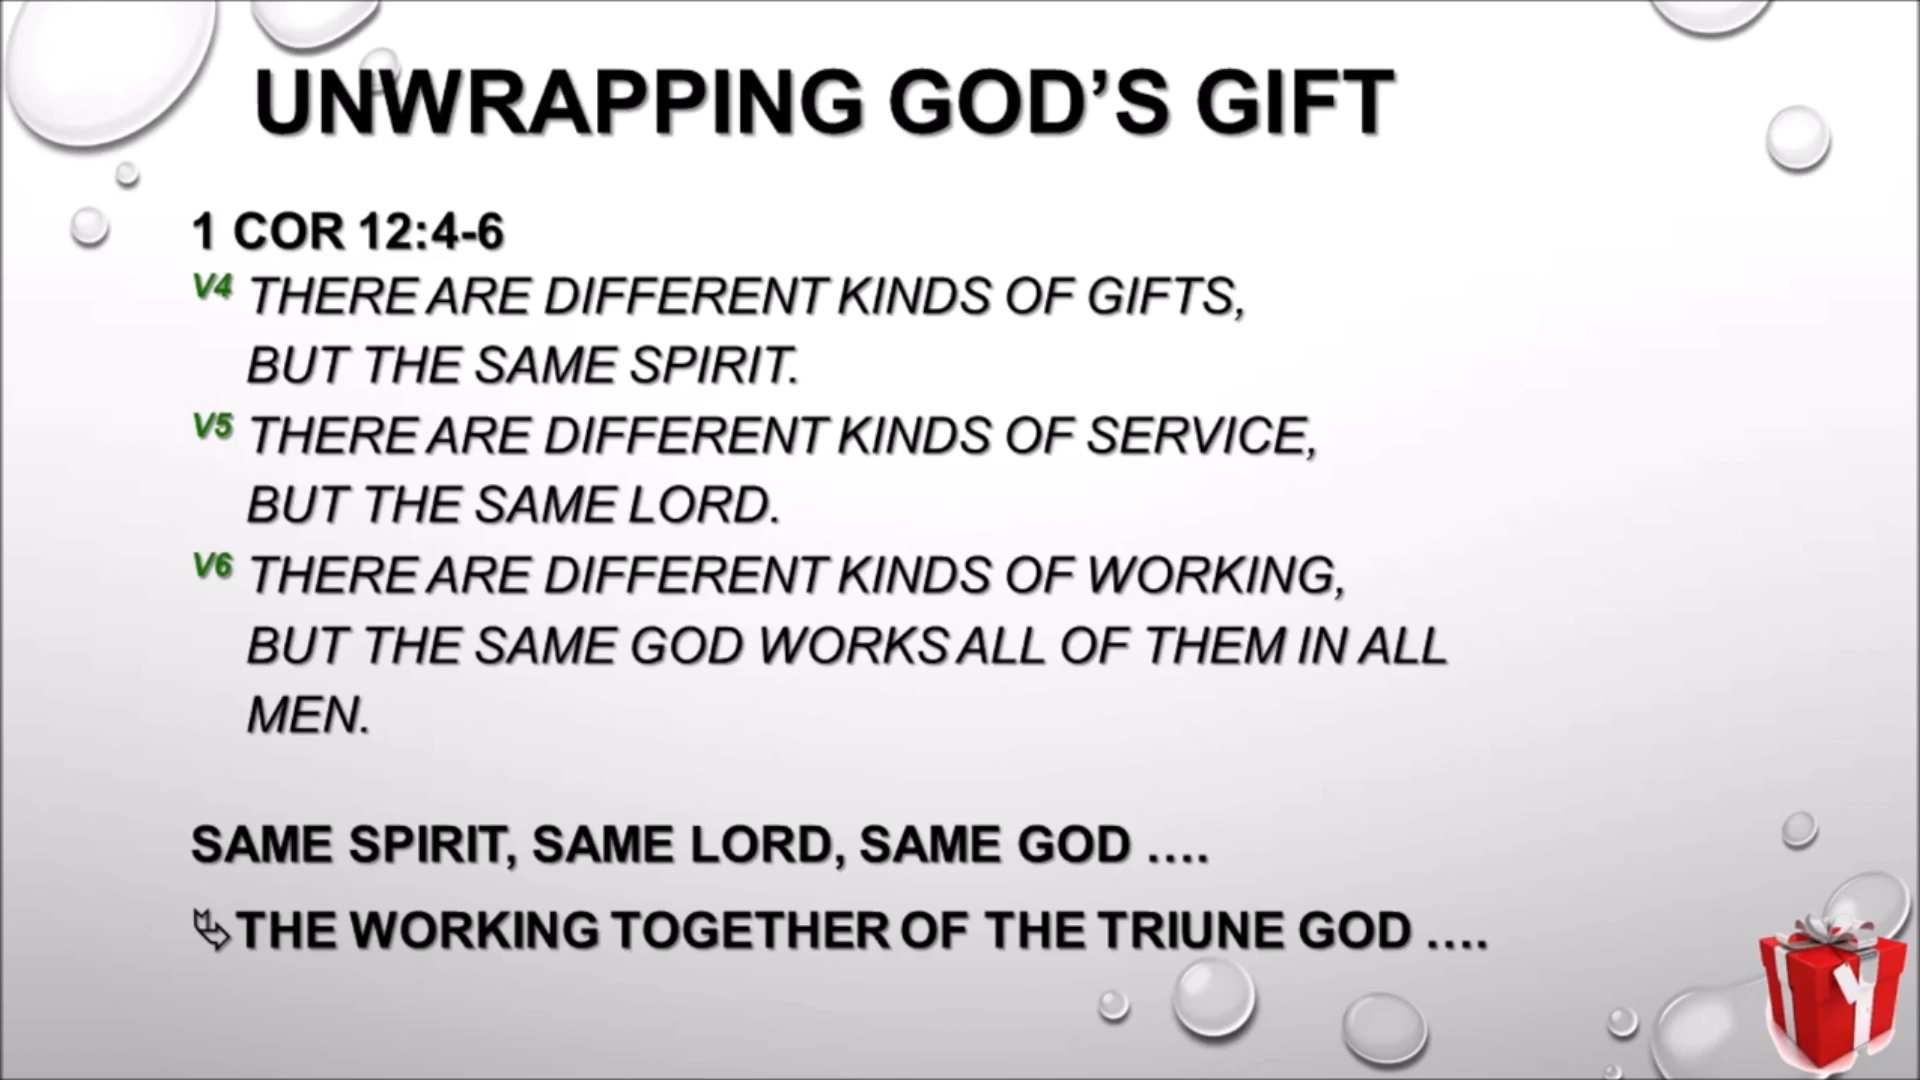 UNWRAPPING GOD’S GIFT
1 COR 12:4-6
V4 THERE ARE DIFFERENT KINDS OF GIFTS,
BUT THE SAME SPIRIT.
V5 THERE ARE DIFFERENT KINDS OF SERVICE,
BUT THE SAME LORD.
V6 THERE ARE DIFFERENT KINDS OF WORKING,
BUT THE SAME GOD WORKS ALL OF THEM IN ALL
MEN.
SAME SPIRIT, SAME LORD, SAME GOD ….
THE WORKING TOGETHER OF THE TRIUNE GOD ….